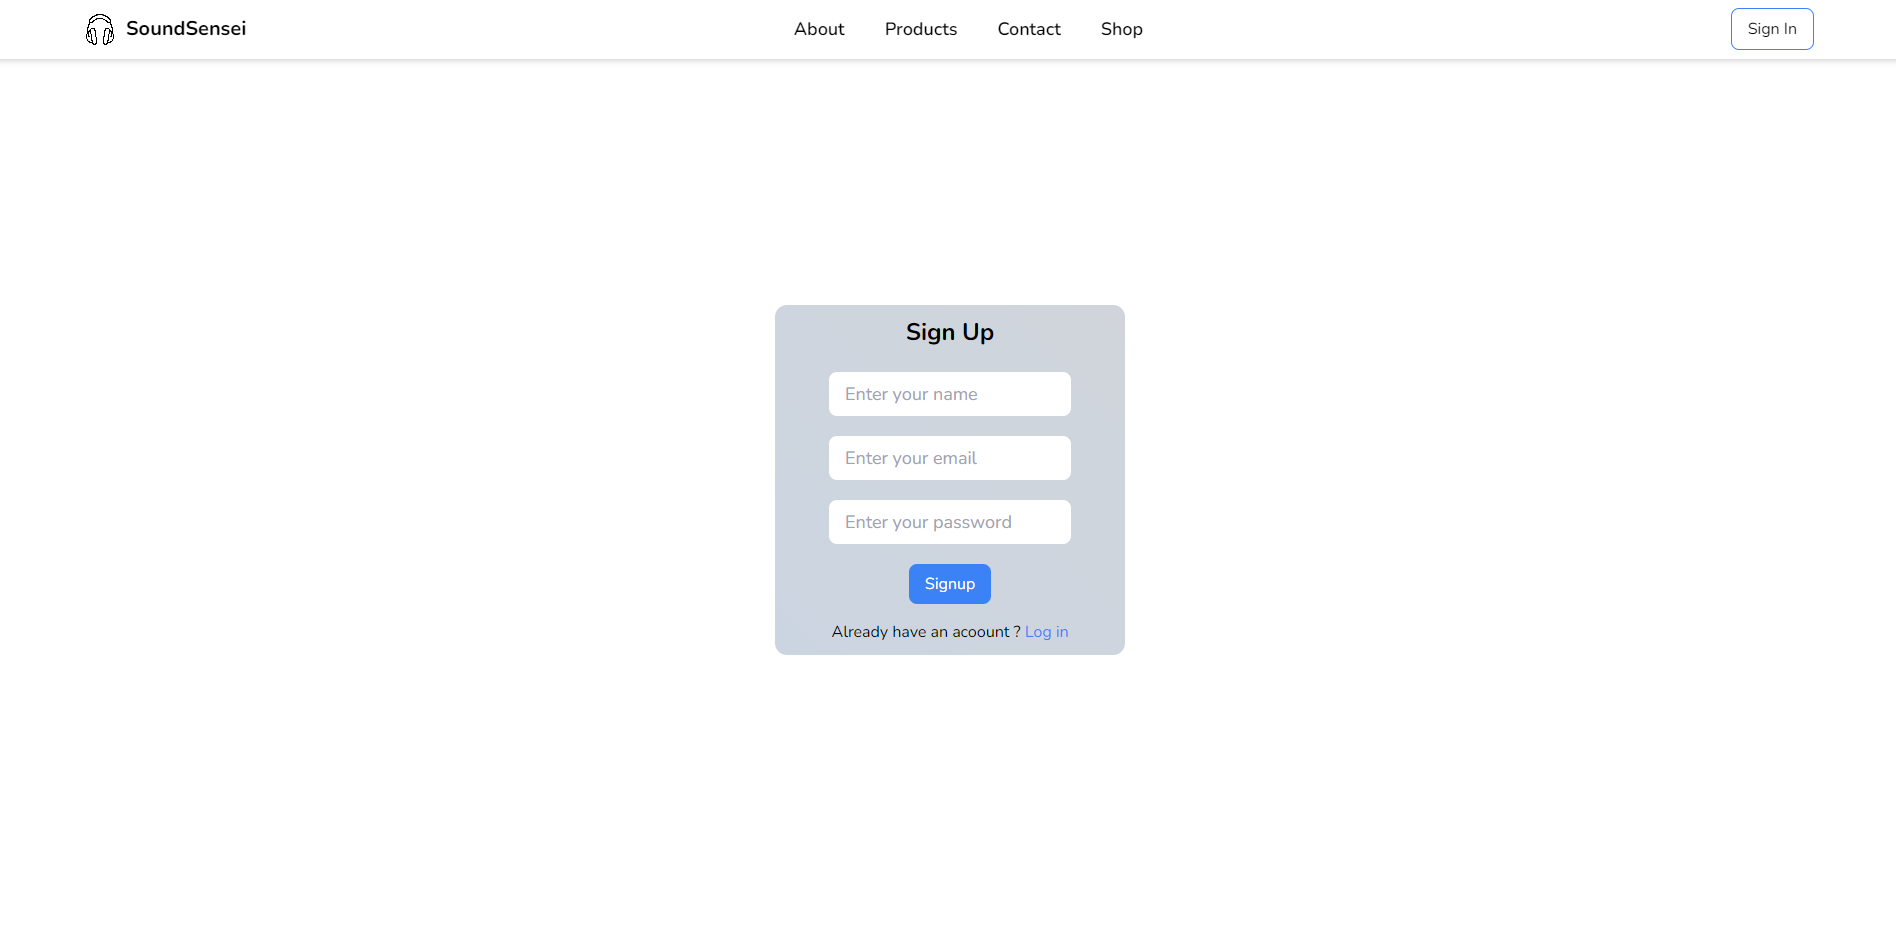 SoundSensei
About Products Contact Shop
Sign In
Sign Up
Enter your name
Enter your email
Enter your password
Signup
Already have an acoount ? Log in